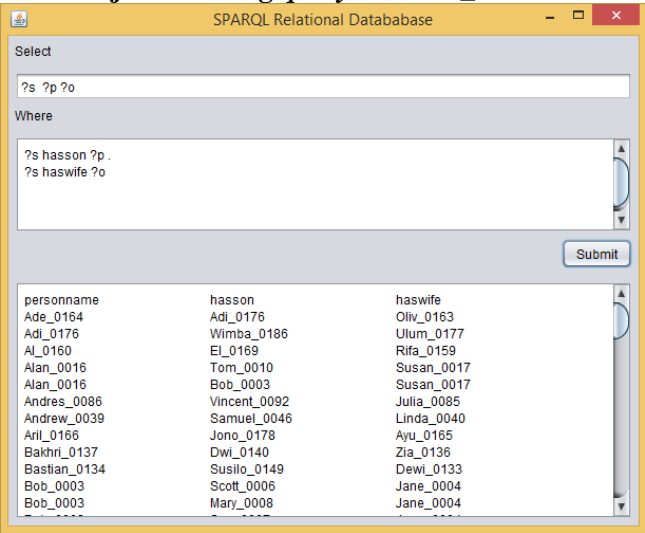 SPARQL Relational Datababase
Select
?s ?p ?o
Where
?s hasson ?p .
?s haswife ?o
Submit
personname hasson haswife
Ade_0164 Adi_0176 Oliv_0163
Adi_0176 Wimba_0186 Ulum_0177
Al_0160 El_0169 Rifa_0159
Alan_0016 Tom_0010 Susan_0017
Alan_0016 Bob_0003 Susan_0017
Andres_0086 Vincent_0092 Julia_0085
Andrew_0039 Samuel_0046 Linda_0040
Aril_0166 Jono_0178 Ayu_0165
Bakhri_0137 Dwi_0140 Zia_0136
Bastian_0134 Susilo_0149 Dewi_0133
Bob_0003 Scott_0006 Jane_0004
Bob_0003 Mary_0008 Jane_0004